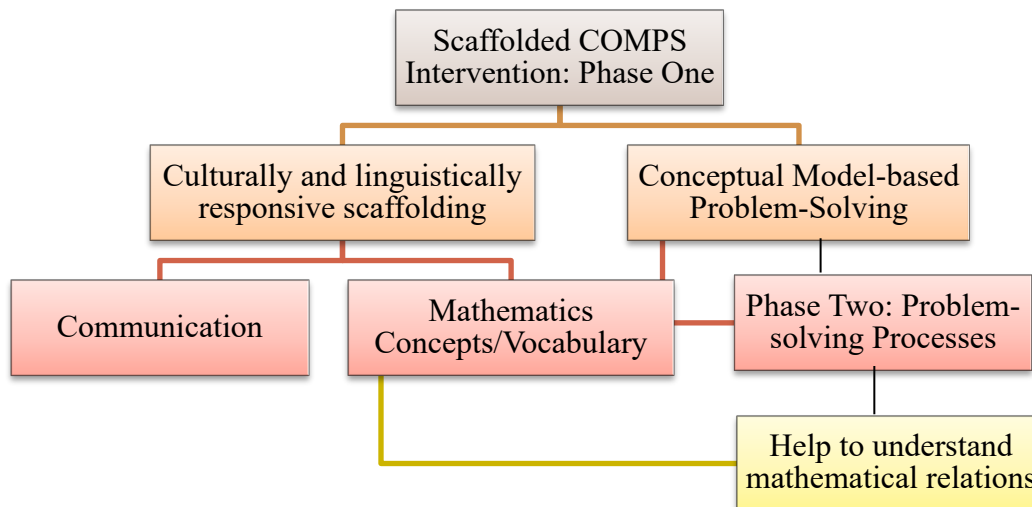 Scaffolded COMPS
Intervention: Phase One
Culturally and linguistically
responsive scaffolding
Conceptual Model-based
Problem-Solving
Communication
Mathematics
Concepts/Vocabulary
Phase Two: Problem-
solving Processes
Help to understand
mathematical relations